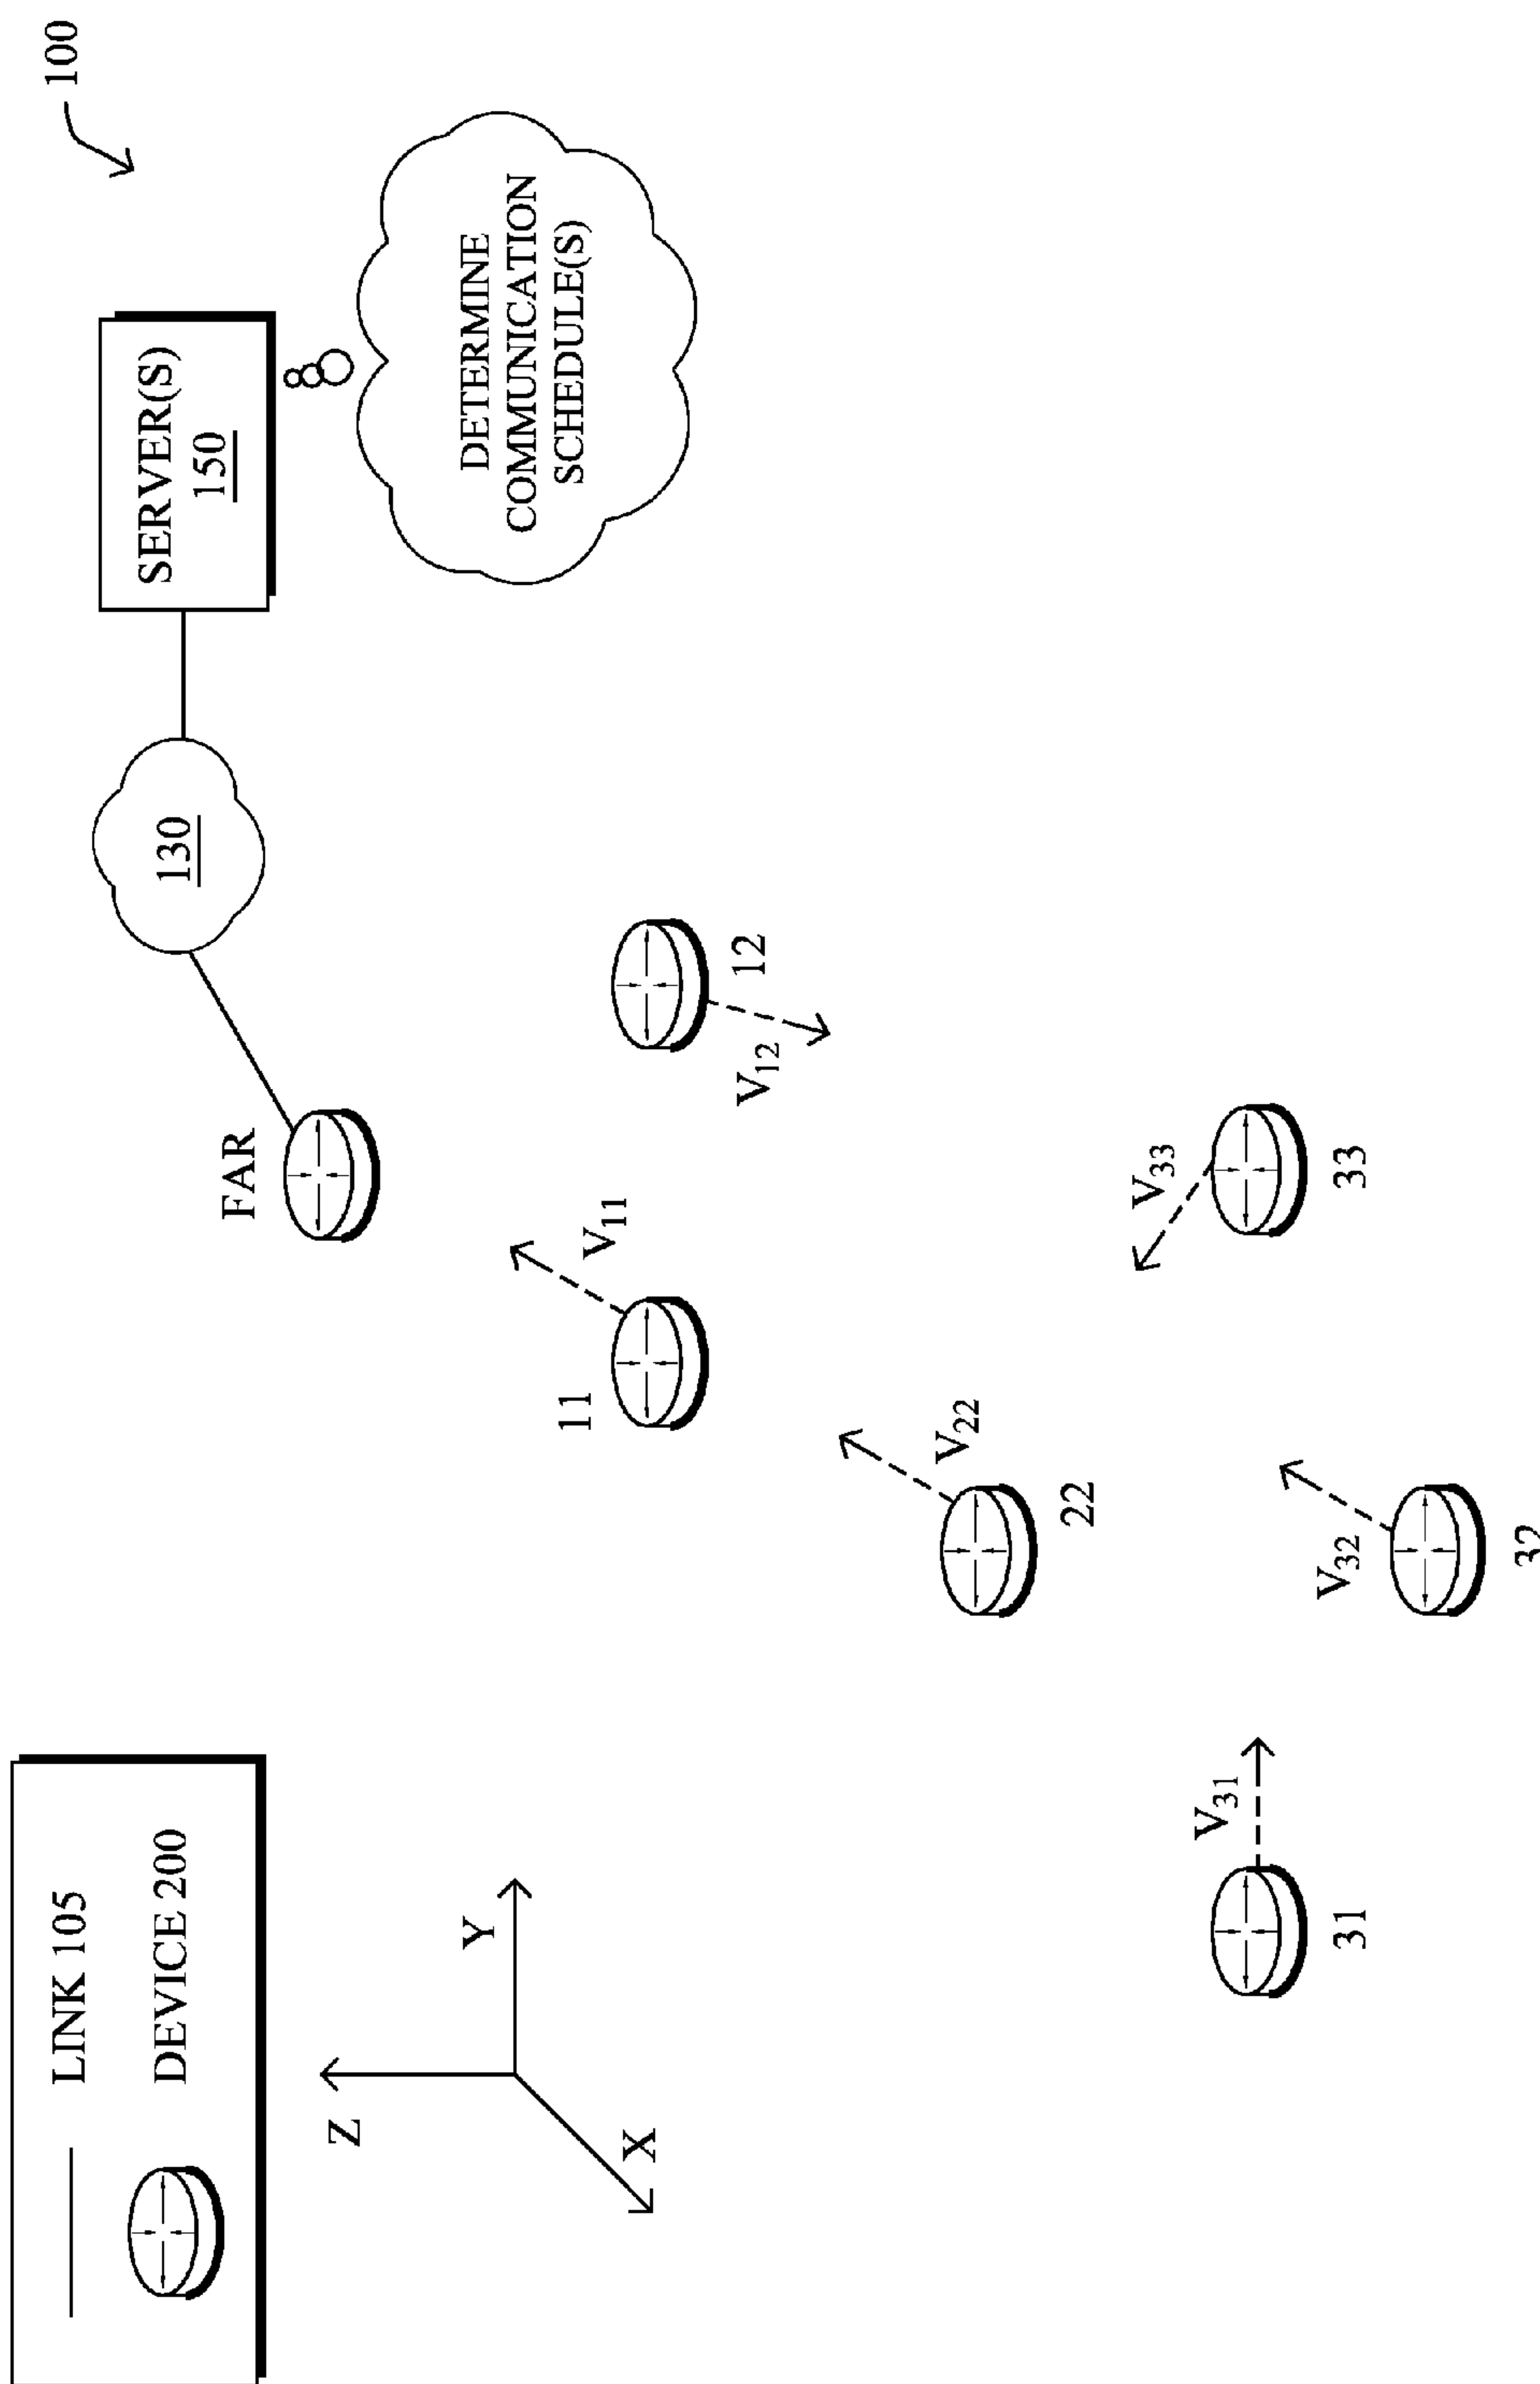 LINK 105
DEVICE 200
Z
Y
X
100
SERVER(S)
150
130
FAR
DETERMINE
COMMUNICATION
SCHEDULE(S)
11
V11
12
V12
22
V22
31
V31
32
V32
33
V33